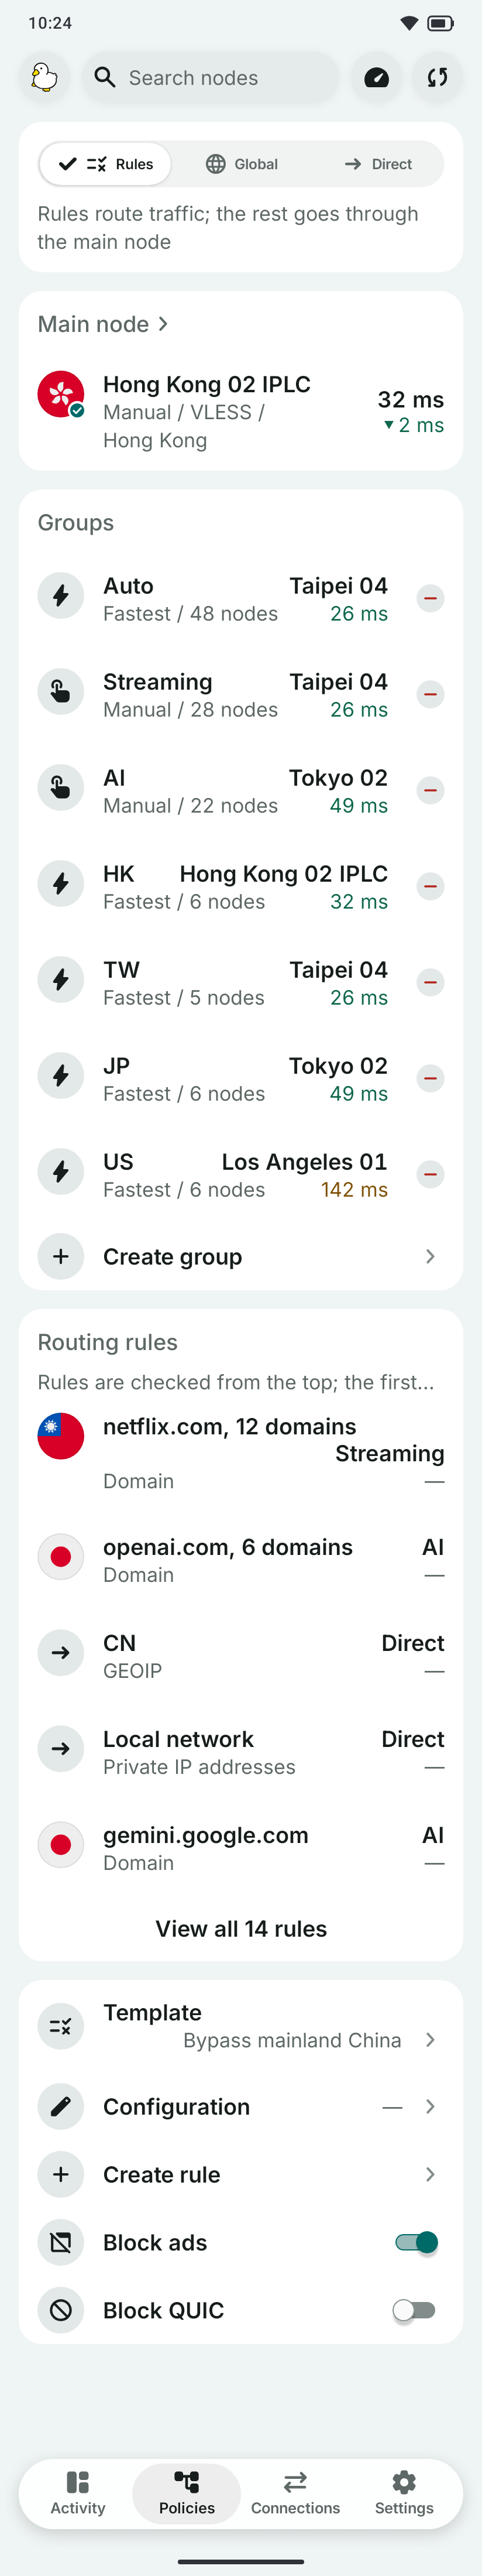 10:24
Search nodes
Rules
Global
Direct
Rules route traffic; the rest goes through
the main node
Main node
Hong Kong 02 IPLC
Manual / VLESS /
Hong Kong
32 ms
▼2 ms
Groups
Auto
Taipei 04
Fastest / 48 nodes
26 ms
Streaming
Taipei 04
Manual / 28 nodes
26 ms
AI
Tokyo 02
Manual / 22 nodes
49 ms
HK
Hong Kong 02 IPLC
Fastest / 6 nodes
32 ms
TW
Taipei 04
Fastest / 5 nodes
26 ms
JP
Tokyo 02
Fastest / 6 nodes
49 ms
US
Los Angeles 01
Fastest / 6 nodes
142 ms
Create group
Routing rules
Rules are checked from the top; the first...
netflix.com, 12 domains
Streaming
Domain
—
openai.com, 6 domains
AI
Domain
—
CN
Direct
GEOIP
—
Local network
Direct
Private IP addresses
—
gemini.google.com
AI
Domain
—
View all 14 rules
Template
Bypass mainland China
Configuration
—
Create rule
Block ads
Block QUIC
Activity
Policies
Connections
Settings